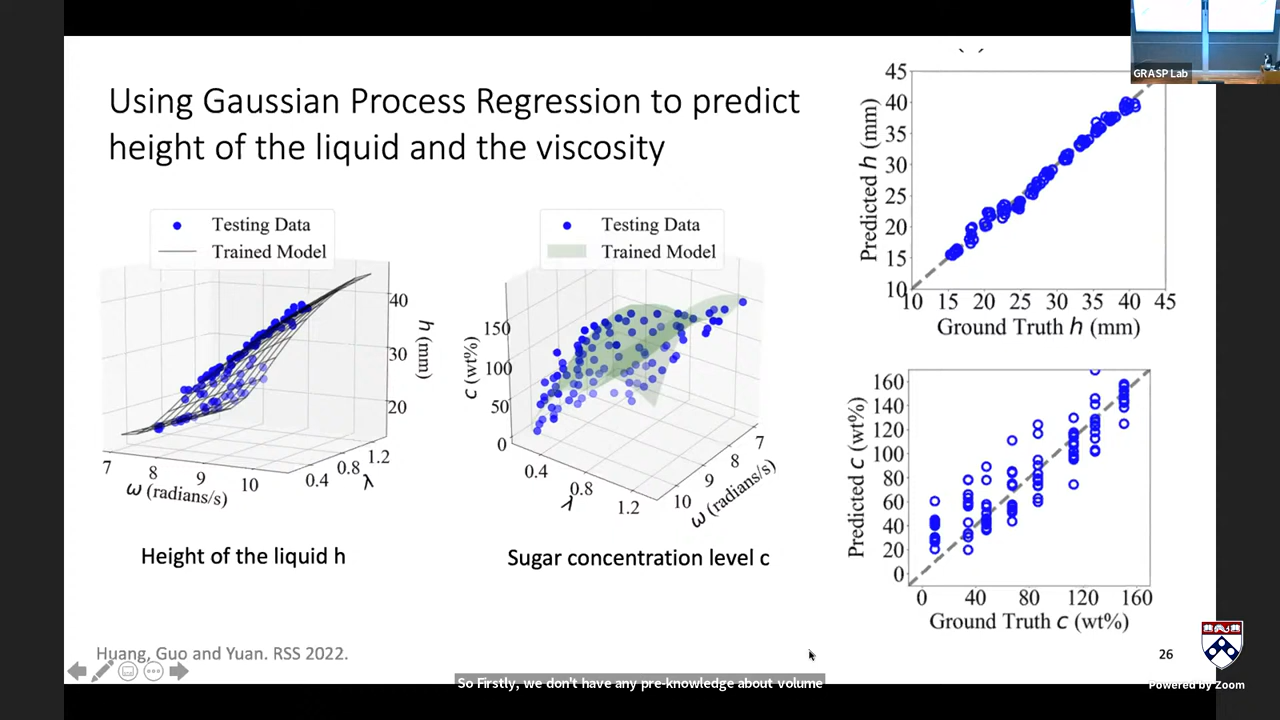 GRASP Lab
Using Gaussian Process Regression to predict
height of the liquid and the viscosity
Testing Data
Trained Model
40
30
20
h (mm)
7
8
9
10
ω (radians/s)
0.4
0.8
1.2
λ
Height of the liquid h
Testing Data
Trained Model
150
100
50
0
c (wt%)
0.4
0.8
1.2
λ
10
9
8
7
ω (radians/s)
Sugar concentration level c
45
40
35
30
25
20
15
10
Predicted h (mm)
10 15 20 25 30 35 40 45
Ground Truth h (mm)
160
140
120
100
80
60
40
20
0
Predicted c (wt%)
0 40 80 120 160
Ground Truth c (wt%)
Huang, Guo and Yuan. RSS 2022.
26
So Firstly, we don't have any pre-knowledge about volume
Powered by Zoom